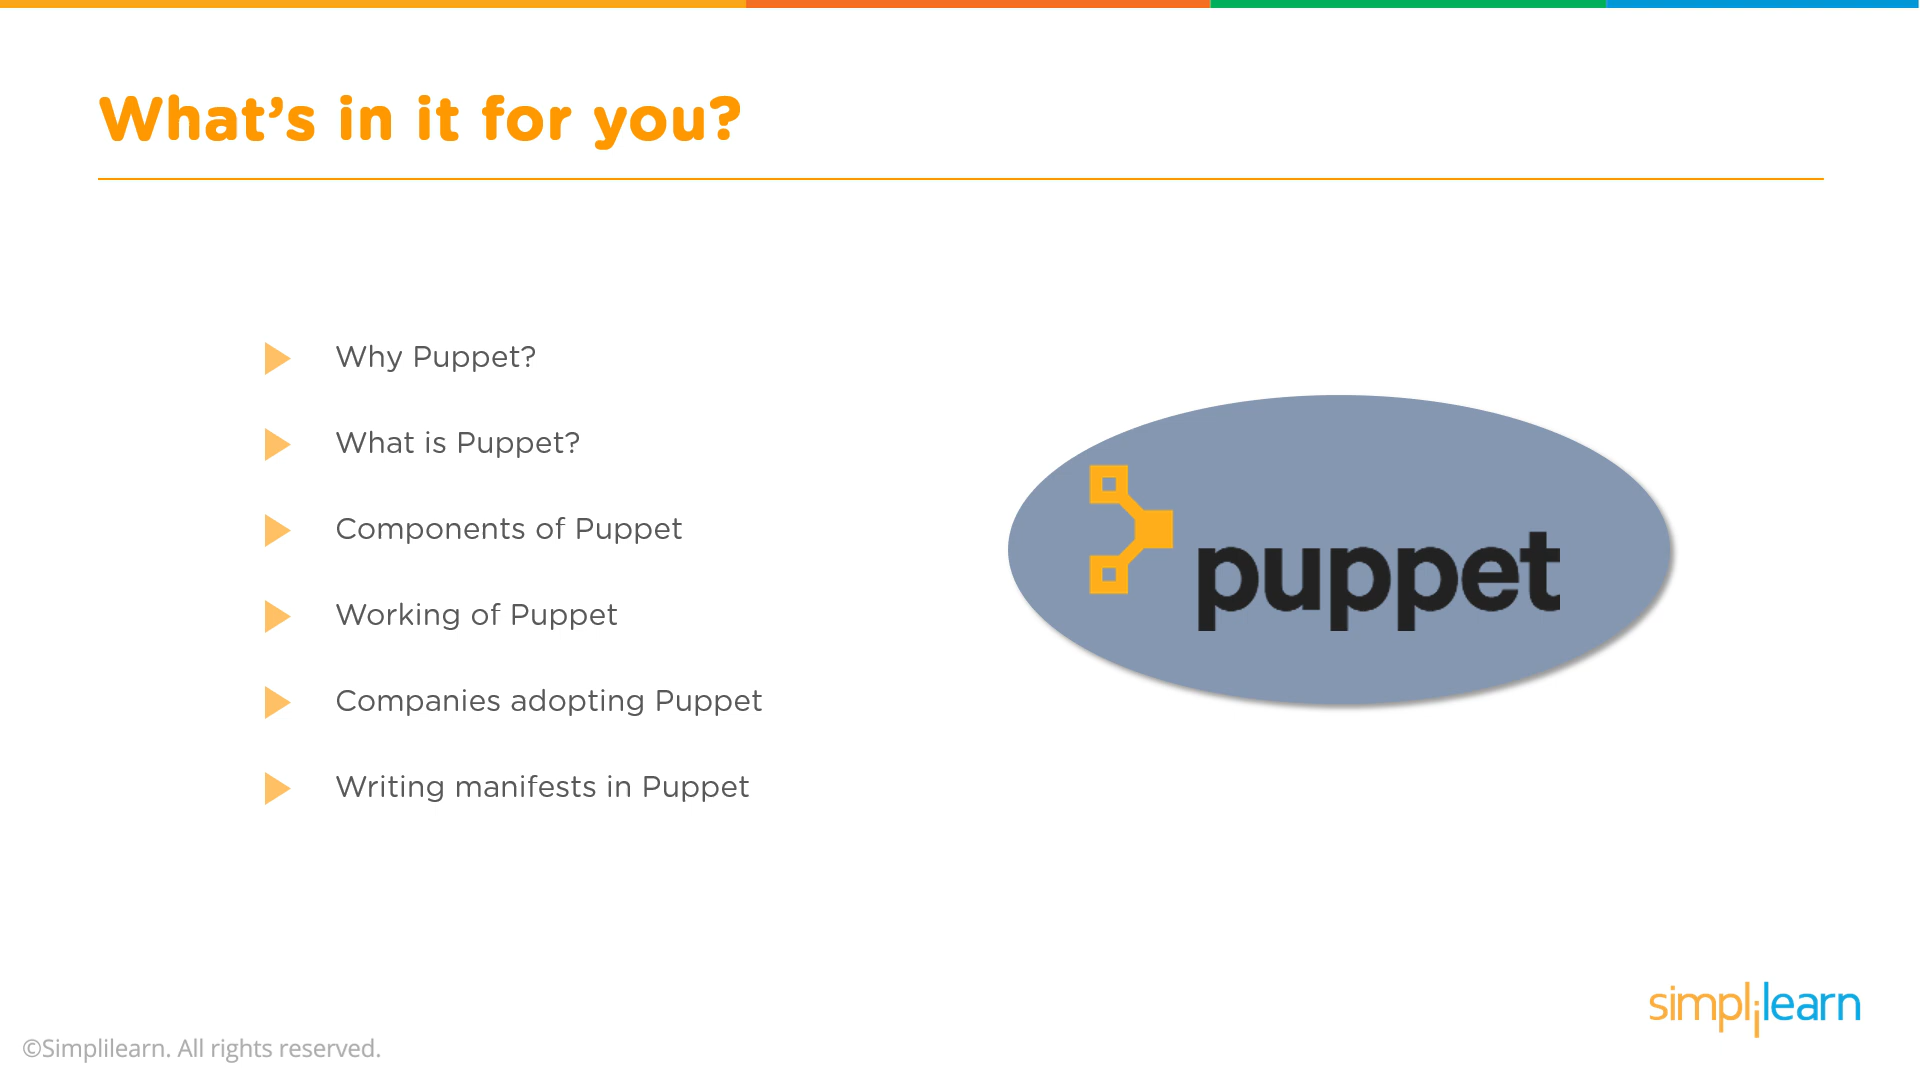 What’s in it for you?
Why Puppet?
What is Puppet?
Components of Puppet
Working of Puppet
Companies adopting Puppet
Writing manifests in Puppet
puppet
simplilearn
©Simplilearn. All rights reserved.